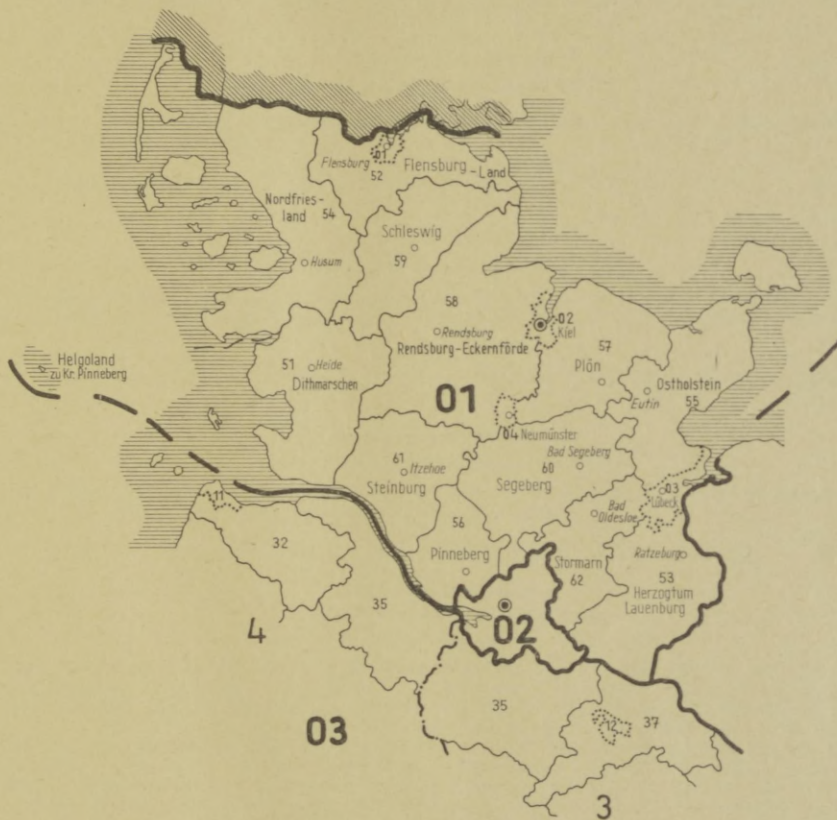 01
Flensburg
52
Flensburg-Land
Nordfries-
land 54
Schleswig
59
Husum
58
Rendsburg
Rendsburg-Eckernförde
02
Kiel
57
Plön
51
Heide
Dithmarschen
Helgoland
zu Kr. Pinneberg
01
Ostholstein
Eutin
55
04 Neumünster
Bad Segeberg
60
Segeberg
61
Itzehoe
Steinburg
03
Lübeck
Bad
Oldesloe
11
56
Pinneberg
32
Stormarn
62
Ratzeburg
53
Herzogtum
Lauenburg
35
02
4
35
12
37
03
3